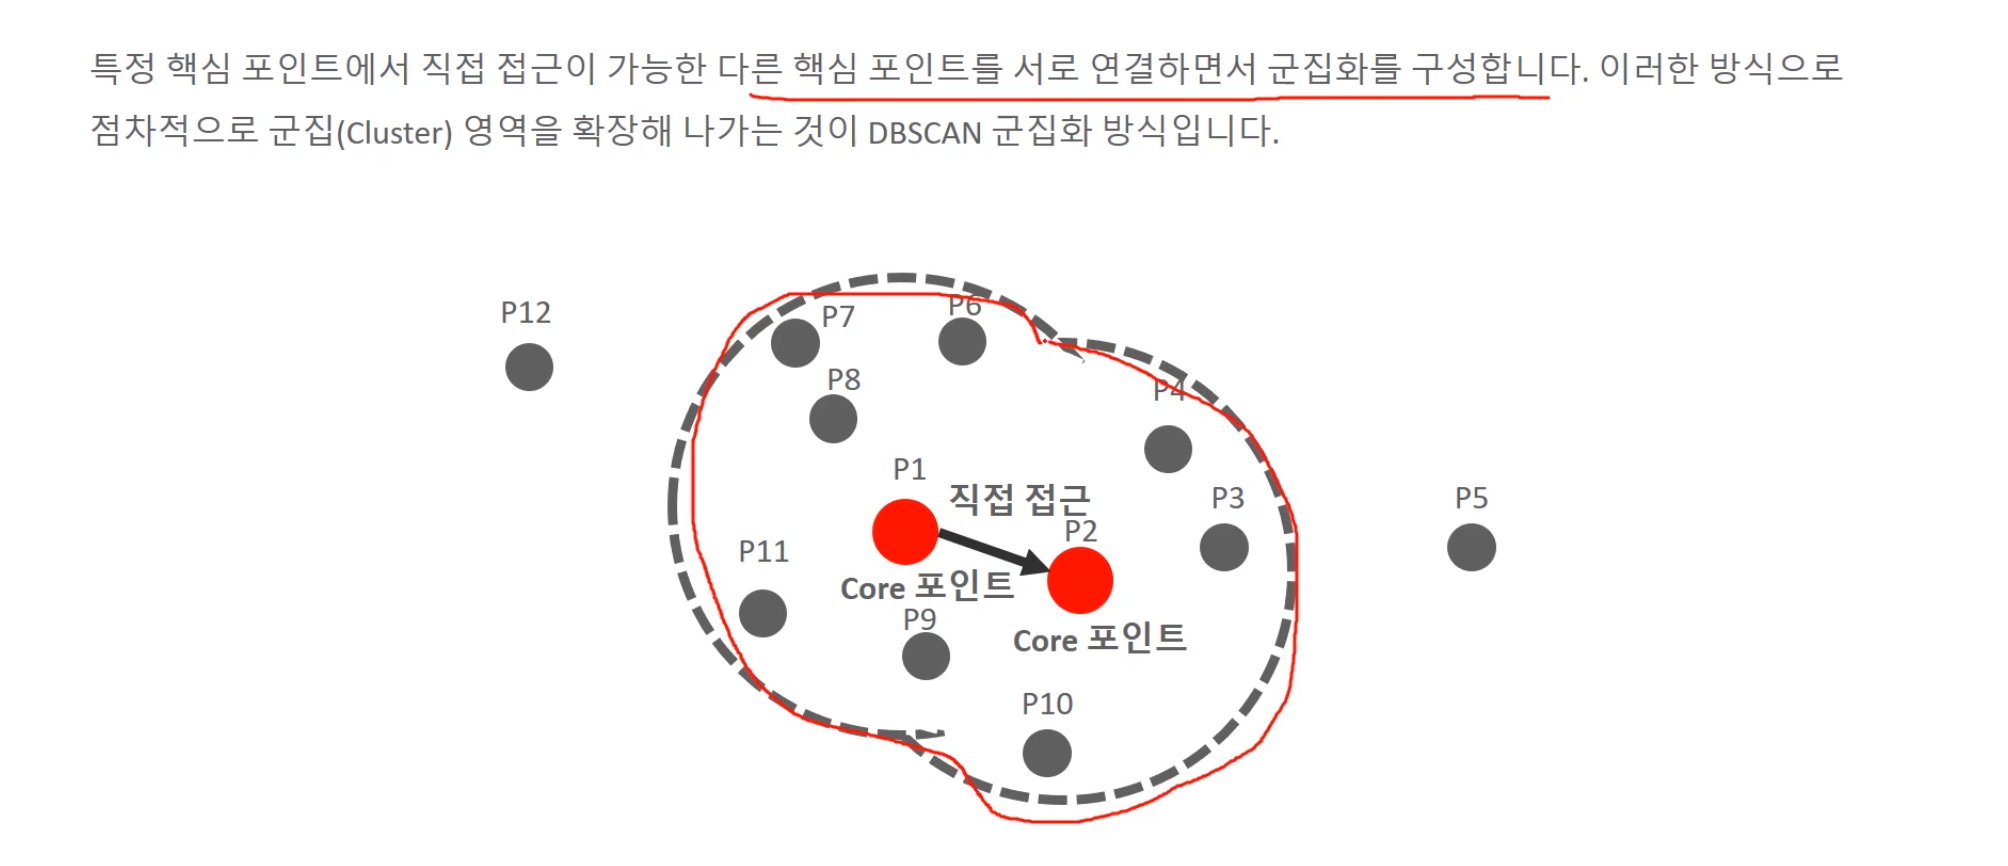 특정 핵심 포인트에서 직접 접근이 가능한 다른 핵심 포인트를 서로 연결하면서 군집화를 구성합니다. 이러한 방식으로
점차적으로 군집(Cluster) 영역을 확장해 나가는 것이 DBSCAN 군집화 방식입니다.
P12
P7
P6
P8
P4
P1
직접 접근
P3
P5
P2
P11
Core 포인트
P9
Core 포인트
P10